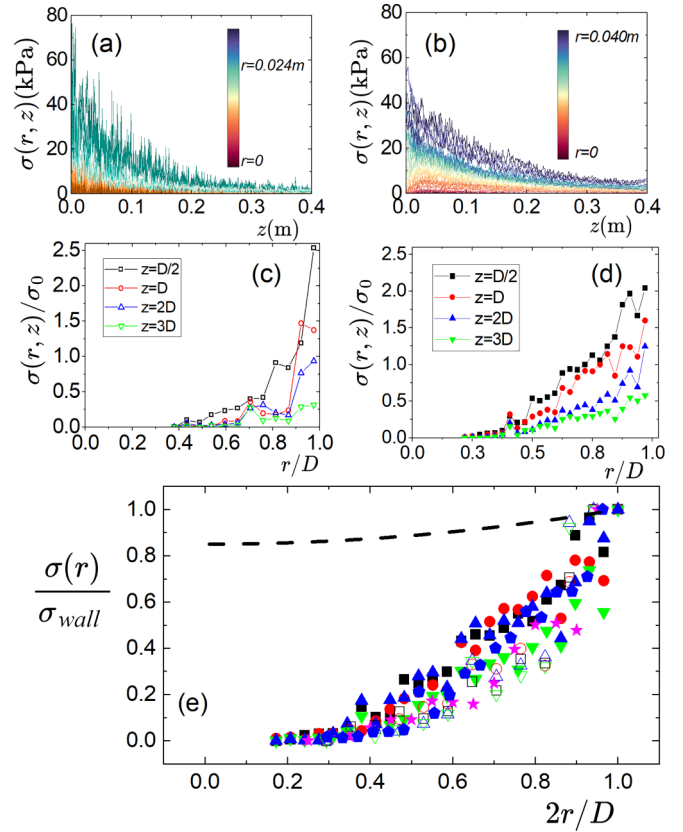 (a)
(b)
80
60
40
20
0
σ(r, z)(kPa)
r=0.024m
r=0
0.0 0.1 0.2 0.3 0.4
z(m)
80
60
40
20
0
σ(r, z)(kPa)
r=0.040m
r=0
0.0 0.1 0.2 0.3 0.4
z(m)
2.5
2.0
1.5
1.0
0.5
0.0
σ(r, z)/σ₀
z=D/2
z=D
z=2D
z=3D
(c)
0.0 0.2 0.4 0.6 0.8 1.0
r/D
2.5
2.0
1.5
1.0
0.5
0.0
σ(r, z)/σ₀
z=D/2
z=D
z=2D
z=3D
(d)
0.0 0.3 0.5 0.8 1.0
r/D
1.0
0.8
0.6
0.4
0.2
0.0
σ(r)
σ_wall
(e)
0.0 0.2 0.4 0.6 0.8 1.0
2r/D